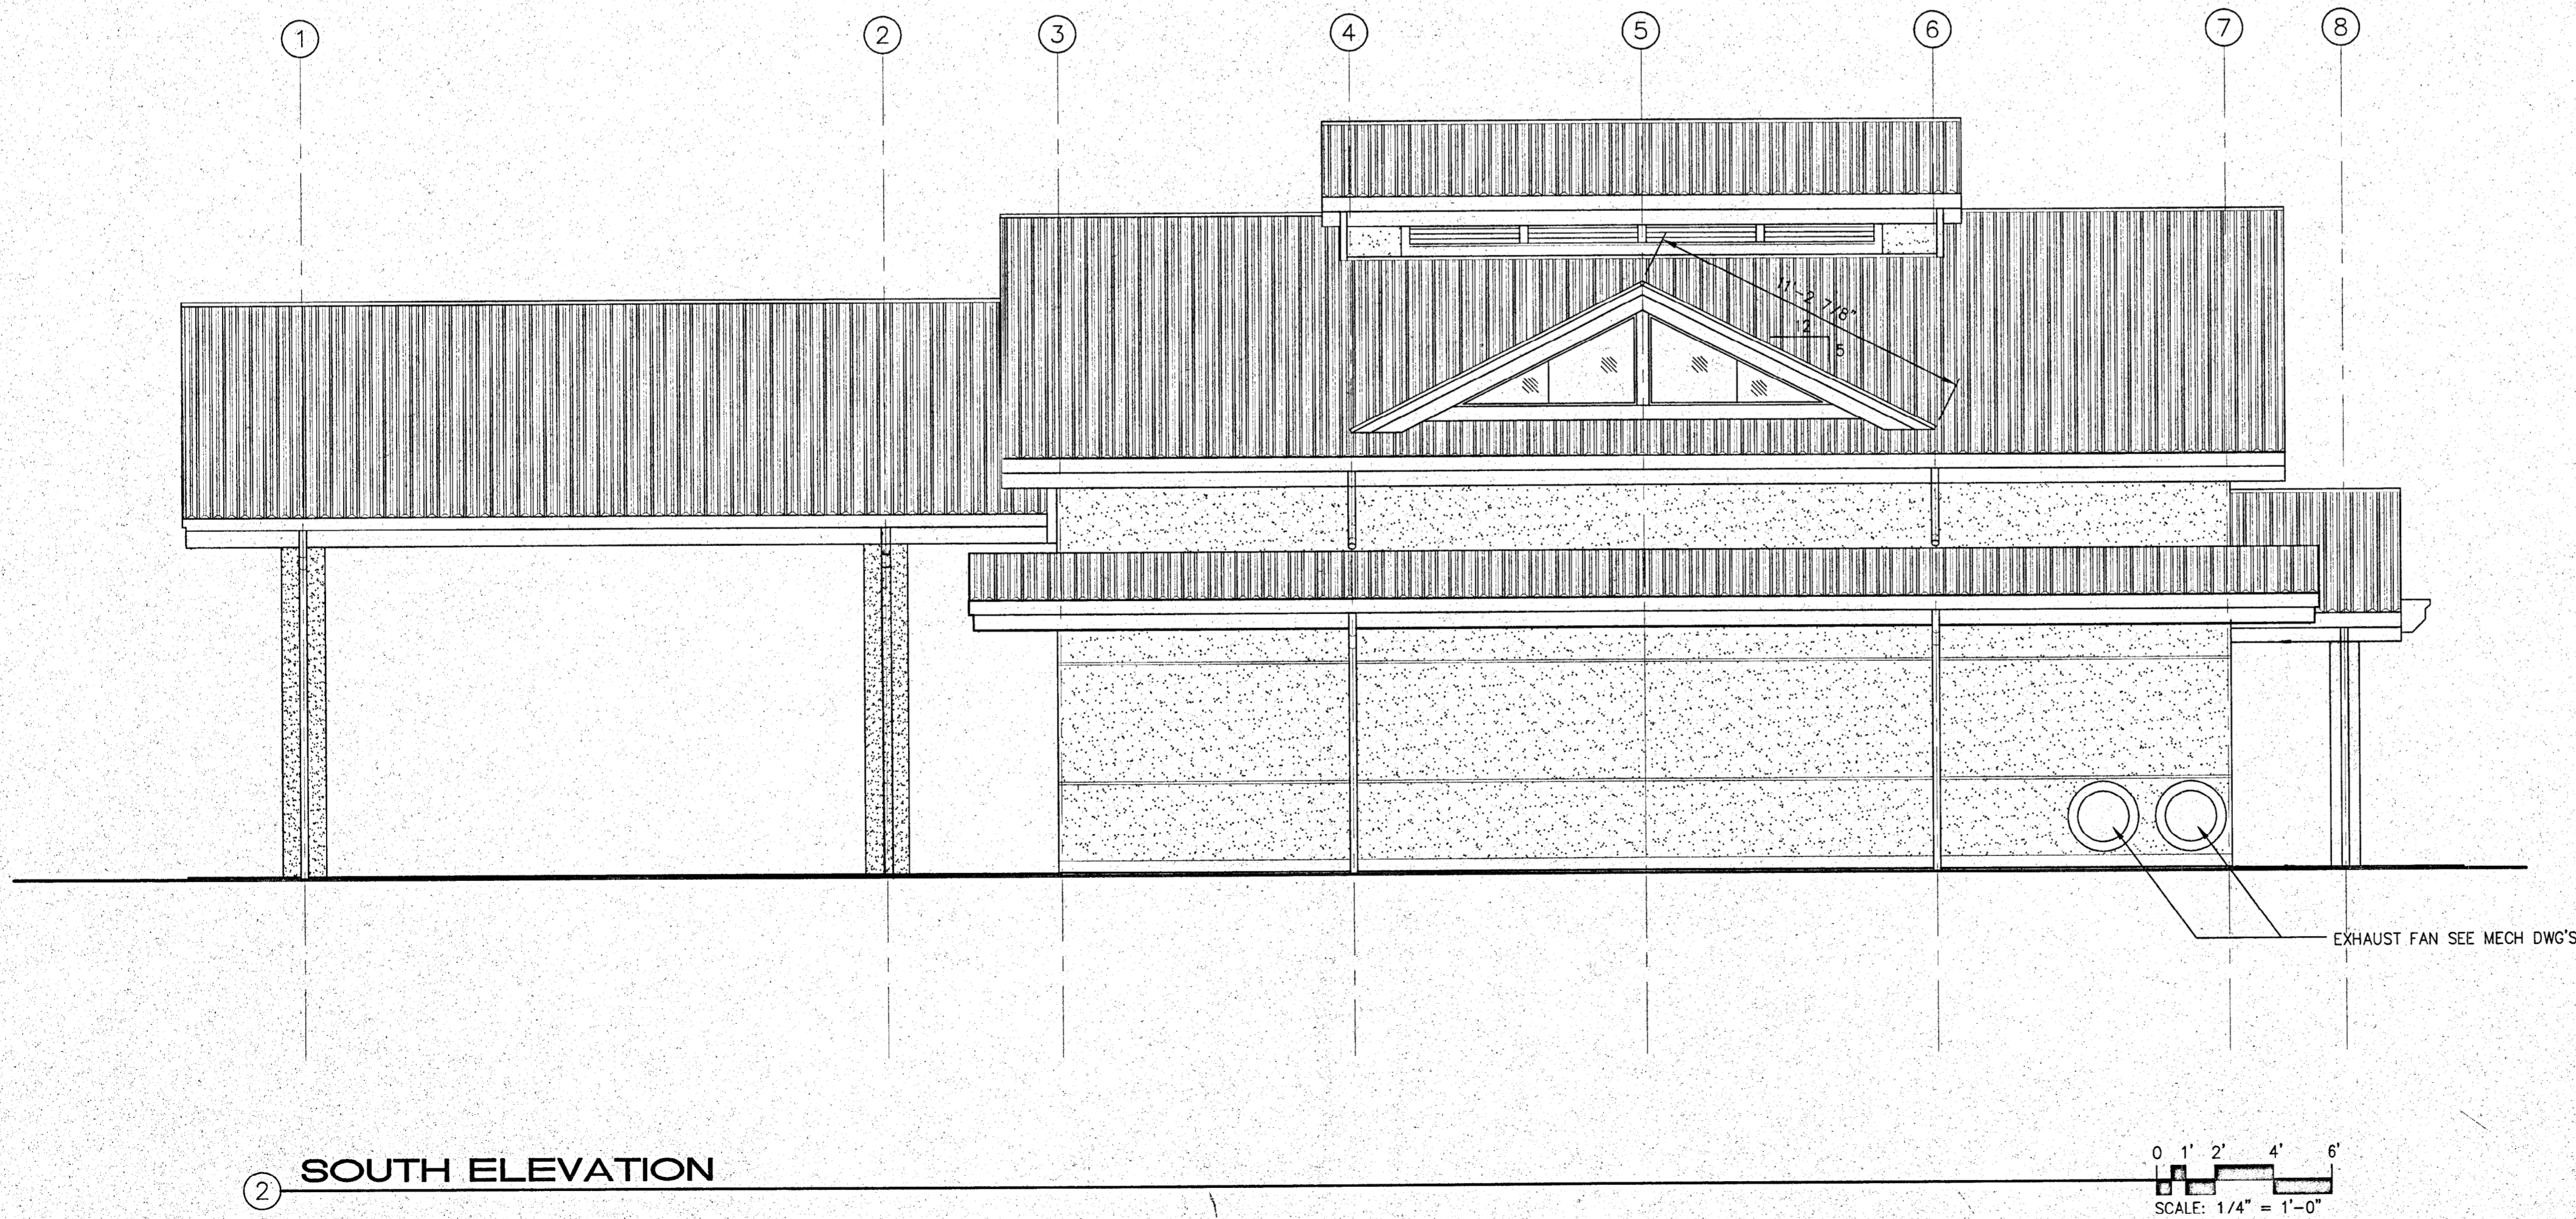 1 2 3 4 5 6 7 8
11'-2 7/8"
12
5
EXHAUST FAN SEE MECH DWG'S
2 SOUTH ELEVATION
0 1' 2' 4' 6'
SCALE: 1/4" = 1'-0"